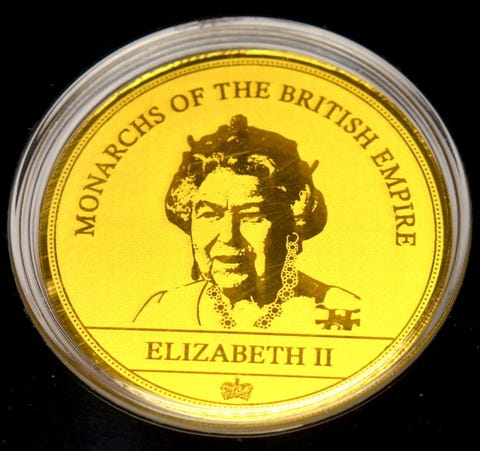 MONARCHS OF THE BRITISH EMPIRE
ELIZABETH II